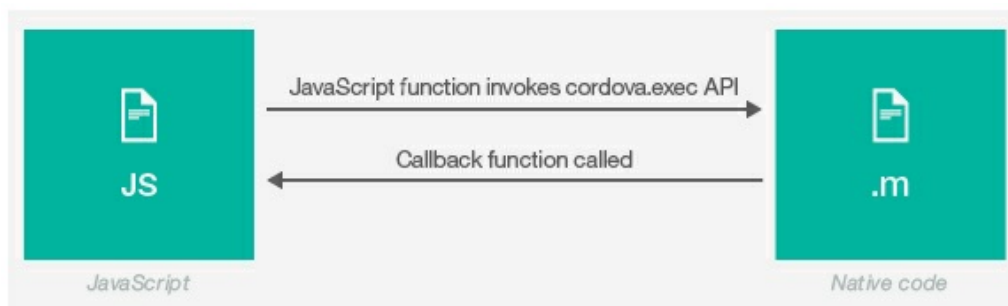 JavaScript function invokes cordova.exec API
Callback function called
JS
.m
JavaScript
Native code